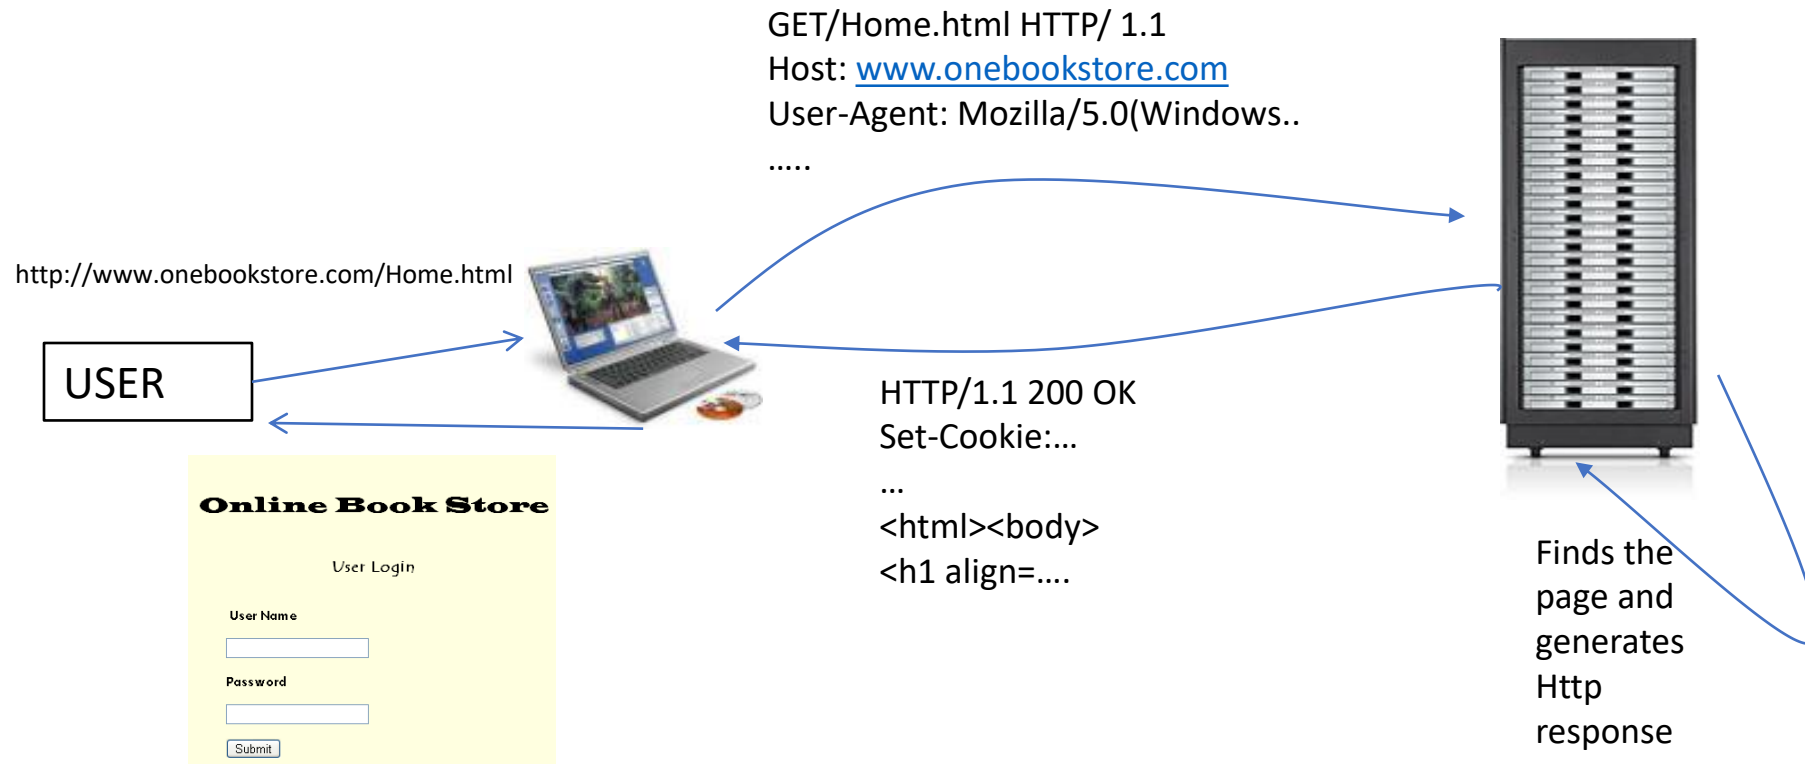 GET/Home.html HTTP/ 1.1
Host: www.onebookstore.com
User-Agent: Mozilla/5.0(Windows..
.....
http://www.onebookstore.com/Home.html
USER
HTTP/1.1 200 OK
Set-Cookie:...
...
<html><body>
<h1 align=....
Online Book Store
User Login
User Name
Password
Submit
Finds the
page and
generates
Http
response